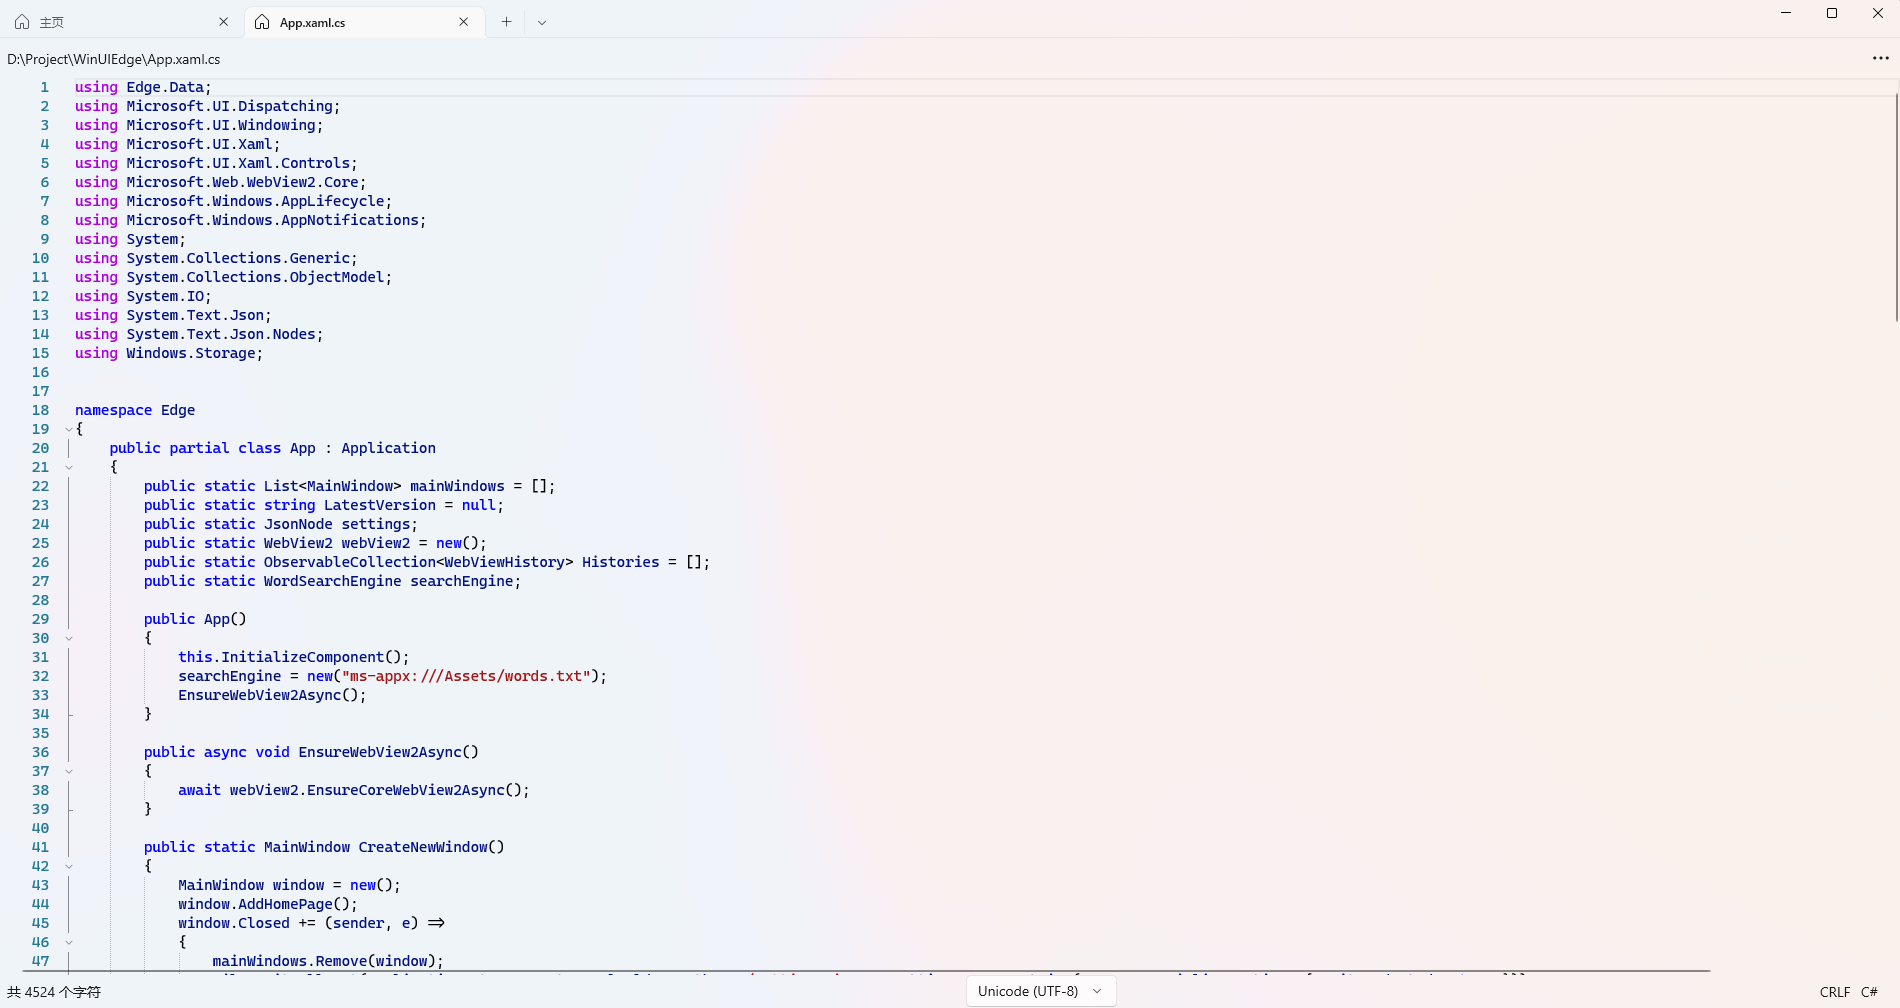 主页
App.xaml.cs
D:\Project\WinUIEdge\App.xaml.cs
1 using Edge.Data;
2 using Microsoft.UI.Dispatching;
3 using Microsoft.UI.Windowing;
4 using Microsoft.UI.Xaml;
5 using Microsoft.UI.Xaml.Controls;
6 using Microsoft.Web.WebView2.Core;
7 using Microsoft.Windows.AppLifecycle;
8 using Microsoft.Windows.AppNotifications;
9 using System;
10 using System.Collections.Generic;
11 using System.Collections.ObjectModel;
12 using System.IO;
13 using System.Text.Json;
14 using System.Text.Json.Nodes;
15 using Windows.Storage;
16
17
18 namespace Edge
19 {
20     public partial class App : Application
21     {
22         public static List<MainWindow> mainWindows = [];
23         public static string LatestVersion = null;
24         public static JsonNode settings;
25         public static WebView2 webView2 = new();
26         public static ObservableCollection<WebViewHistory> Histories = [];
27         public static WordSearchEngine searchEngine;
28
29         public App()
30         {
31             this.InitializeComponent();
32             searchEngine = new("ms-appx:///Assets/words.txt");
33             EnsureWebView2Async();
34         }
35
36         public async void EnsureWebView2Async()
37         {
38             await webView2.EnsureCoreWebView2Async();
39         }
40
41         public static MainWindow CreateNewWindow()
42         {
43             MainWindow window = new();
44             window.AddHomePage();
45             window.Closed += (sender, e) =>
46             {
47                 mainWindows.Remove(window);
共 4524 个字符
Unicode (UTF-8)
CRLF C#